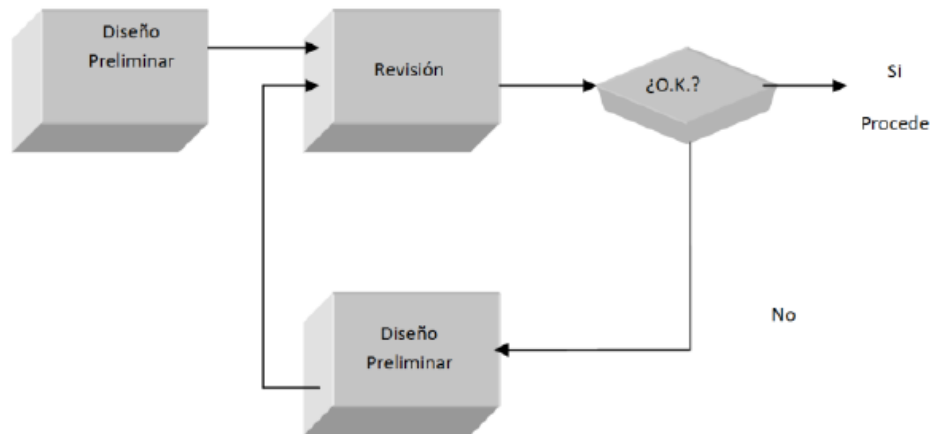 Diseño
Preliminar
Revisión
¿O.K.?
Si
Procede
No
Diseño
Preliminar